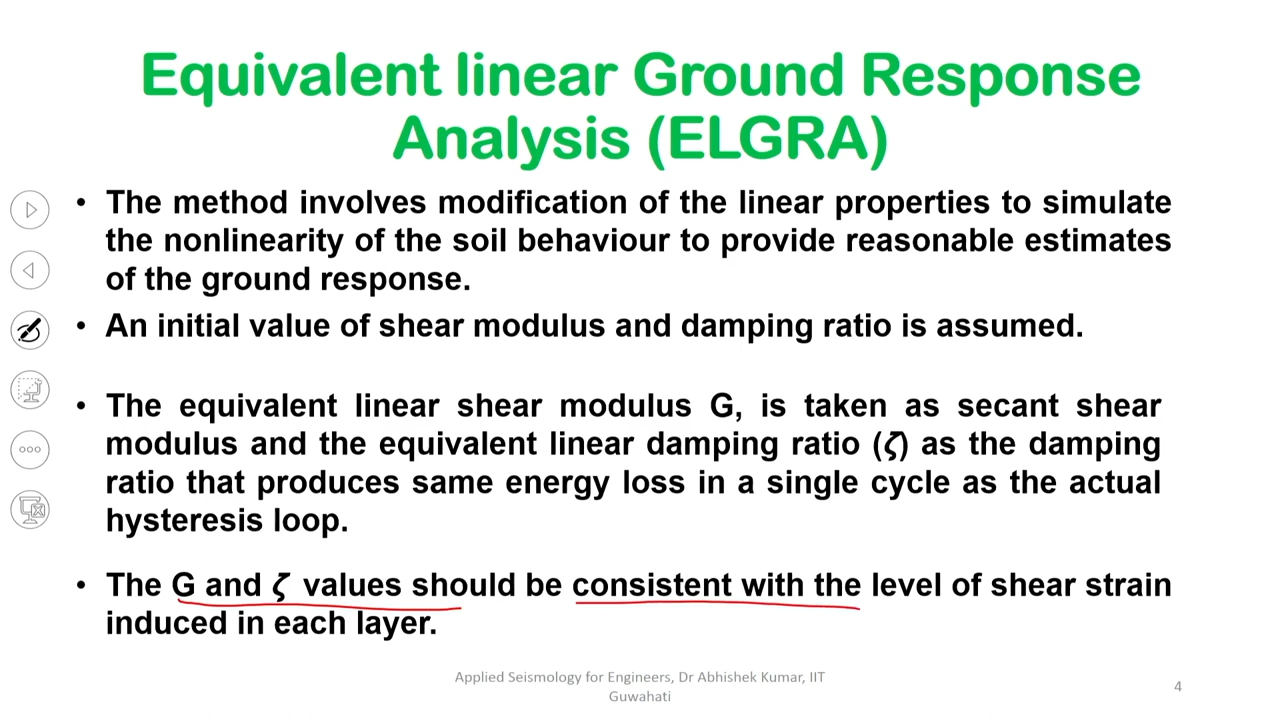 Equivalent linear Ground Response
Analysis (ELGRA)
• The method involves modification of the linear properties to simulate
the nonlinearity of the soil behaviour to provide reasonable estimates
of the ground response.
• An initial value of shear modulus and damping ratio is assumed.
• The equivalent linear shear modulus G, is taken as secant shear
modulus and the equivalent linear damping ratio (ζ) as the damping
ratio that produces same energy loss in a single cycle as the actual
hysteresis loop.
• The G and ζ values should be consistent with the level of shear strain
induced in each layer.
Applied Seismology for Engineers, Dr Abhishek Kumar, IIT
Guwahati
4